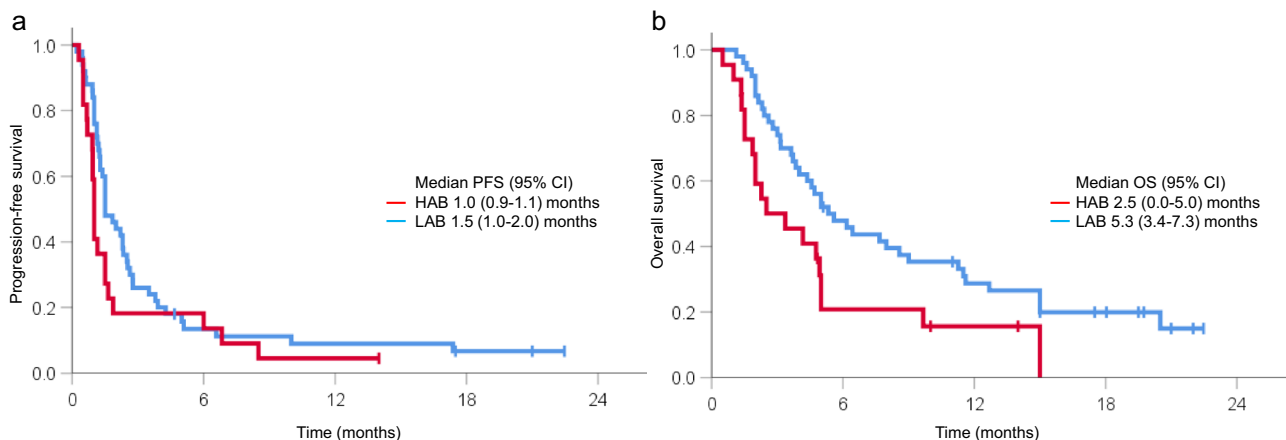 a
Progression-free survival
1.0
0.8
0.6
0.4
0.2
0.0
Median PFS (95% CI)
HAB 1.0 (0.9-1.1) months
LAB 1.5 (1.0-2.0) months
0 6 12 18 24
Time (months)
b
Overall survival
1.0
0.8
0.6
0.4
0.2
0.0
Median OS (95% CI)
HAB 2.5 (0.0-5.0) months
LAB 5.3 (3.4-7.3) months
0 6 12 18 24
Time (months)